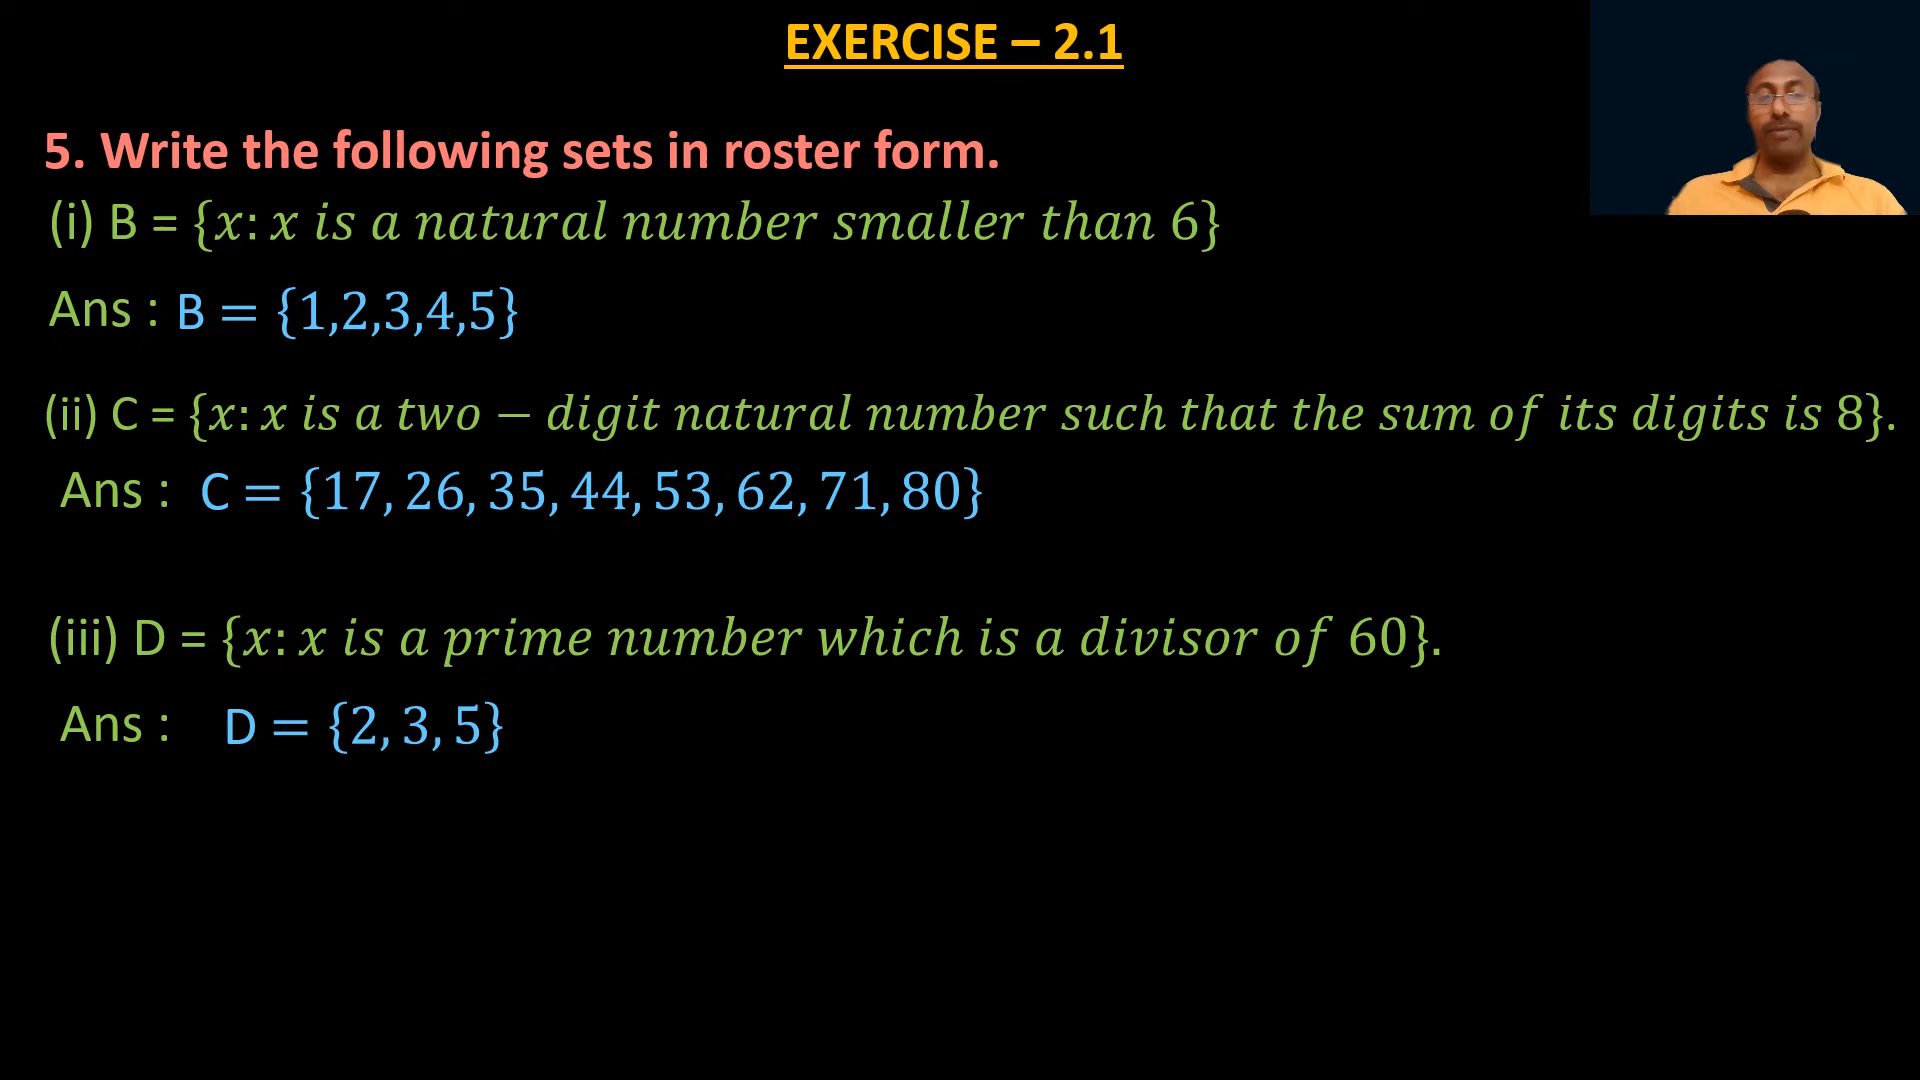 EXERCISE – 2.1
5. Write the following sets in roster form.
(i) B = {x: x is a natural number smaller than 6}
Ans : B = {1,2,3,4,5}
(ii) C = {x: x is a two − digit natural number such that the sum of its digits is 8}.
Ans : C = {17, 26, 35, 44, 53, 62, 71, 80}
(iii) D = {x: x is a prime number which is a divisor of 60}.
Ans : D = {2, 3, 5}